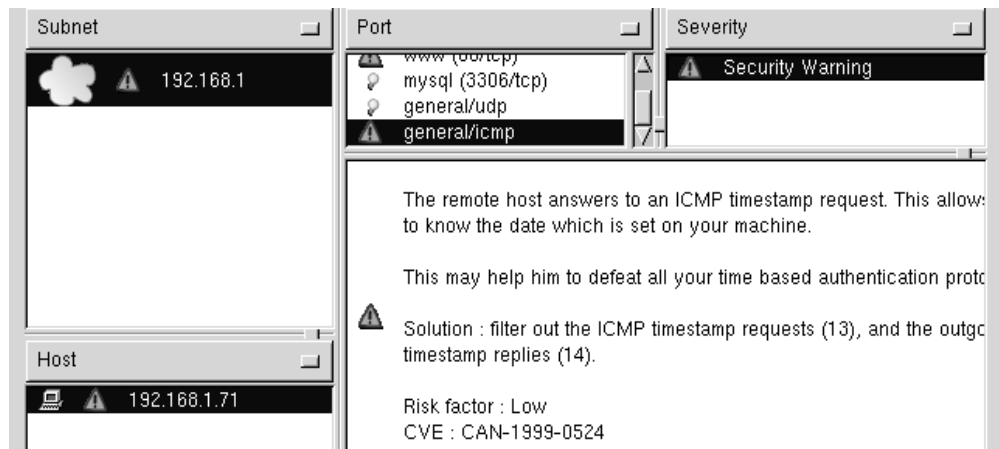 Subnet
192.168.1
Port
www (80/tcp)
mysql (3306/tcp)
general/udp
general/icmp
Severity
Security Warning
The remote host answers to an ICMP timestamp request. This allows
to know the date which is set on your machine.
This may help him to defeat all your time based authentication
Solution : filter out the ICMP timestamp requests (13), and the
timestamp replies (14).
Risk factor : Low
CVE : CAN-1999-0524
Host
192.168.1.71